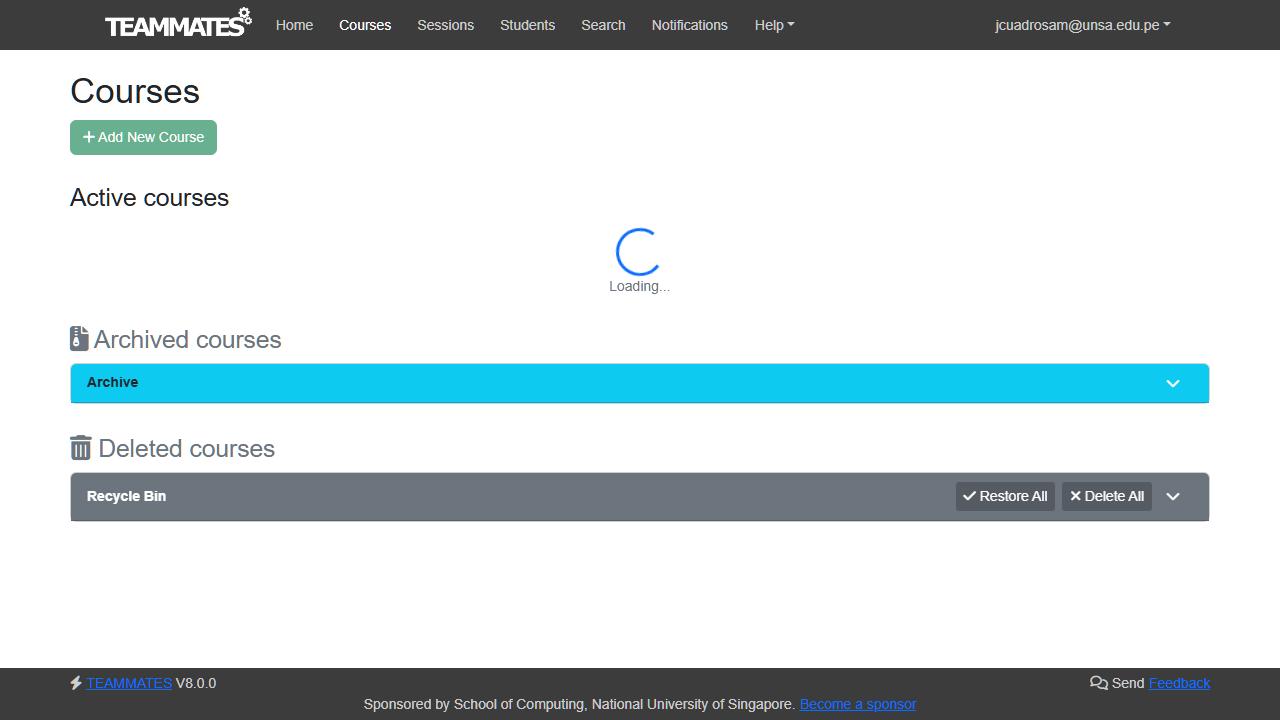 TEAMMATES Home Courses Sessions Students Search Notifications Help jcuadrosam@unsa.edu.pe
Courses
Add New Course
Active courses
Loading...
Archived courses
Archive
Deleted courses
Recycle Bin Restore All Delete All
TEAMMATES V8.0.0 Send Feedback
Sponsored by School of Computing, National University of Singapore. Become a sponsor